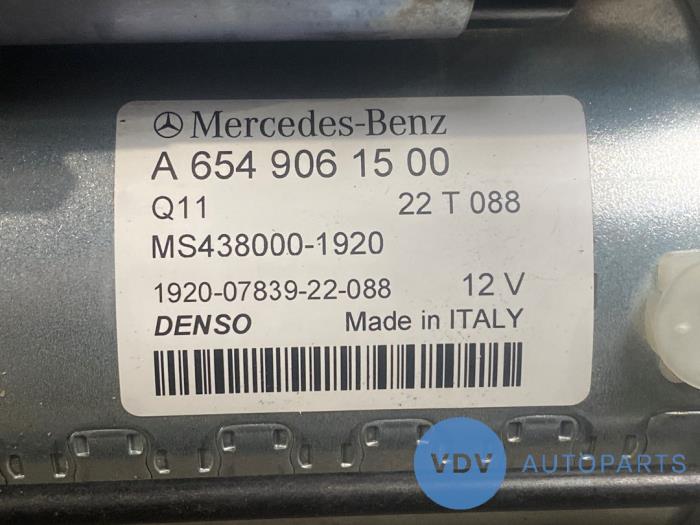 Mercedes-Benz
A 654 906 15 00
Q11 22 T 088
MS438000-1920
1920-07839-22-088 12 V
DENSO Made in ITALY
VDV AUTOPARTS